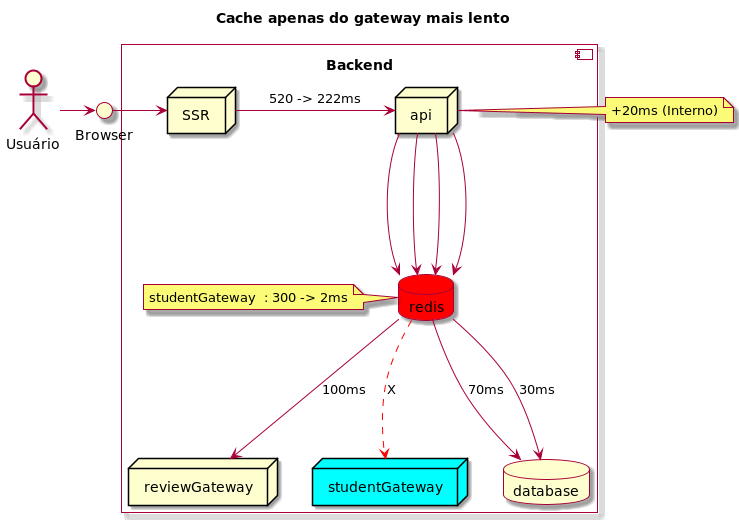 Cache apenas do gateway mais lento
Backend
Usuário
Browser
SSR
520 -> 222ms
api
+20ms (Interno)
studentGateway  : 300 -> 2ms
redis
100ms
X
70ms
30ms
reviewGateway
studentGateway
database